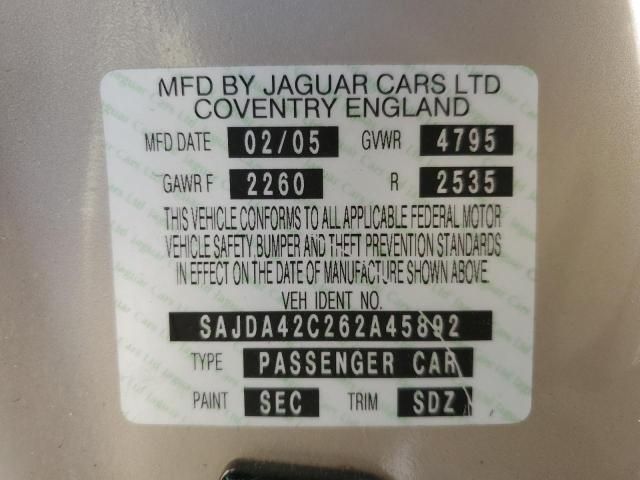 MFD BY JAGUAR CARS LTD
COVENTRY ENGLAND
MFD DATE 02/05 GVWR 4795
GAWR F 2260 R 2535
THIS VEHICLE CONFORMS TO ALL APPLICABLE FEDERAL MOTOR
VEHICLE SAFETY, BUMPER AND THEFT PREVENTION STANDARDS
IN EFFECT ON THE DATE OF MANUFACTURE SHOWN ABOVE.
VEH IDENT NO.
SAJDA42C262A45892
TYPE PASSENGER CAR
PAINT SEC TRIM SDZ